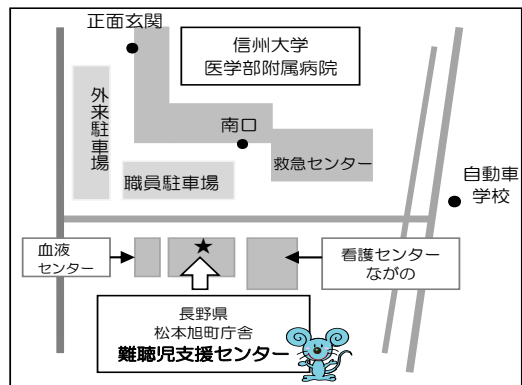 正面玄関
信州大学
医学部附属病院
外来駐車場
南口
救急センター
職員駐車場
自動車
学校
血液
センター
看護センター
ながの
長野県
松本旭町庁舎
難聴児支援センター